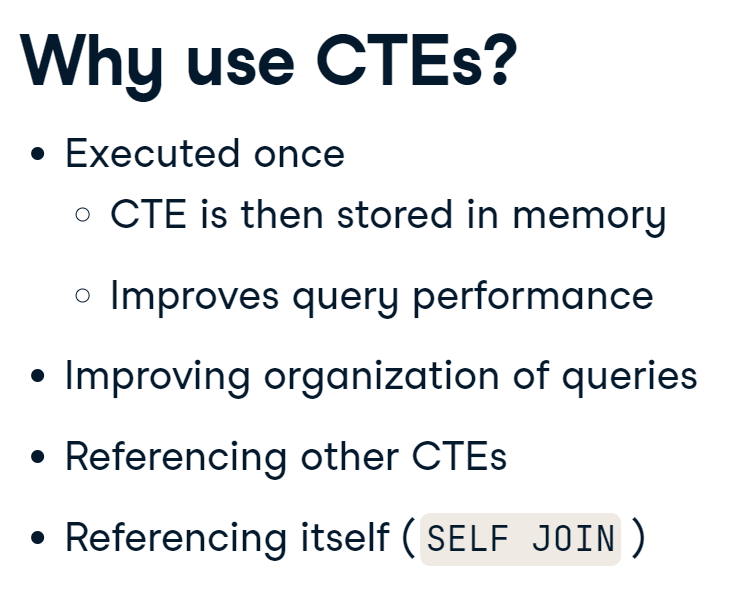 Why use CTEs?
• Executed once
○ CTE is then stored in memory
○ Improves query performance
• Improving organization of queries
• Referencing other CTEs
• Referencing itself ( SELF JOIN )